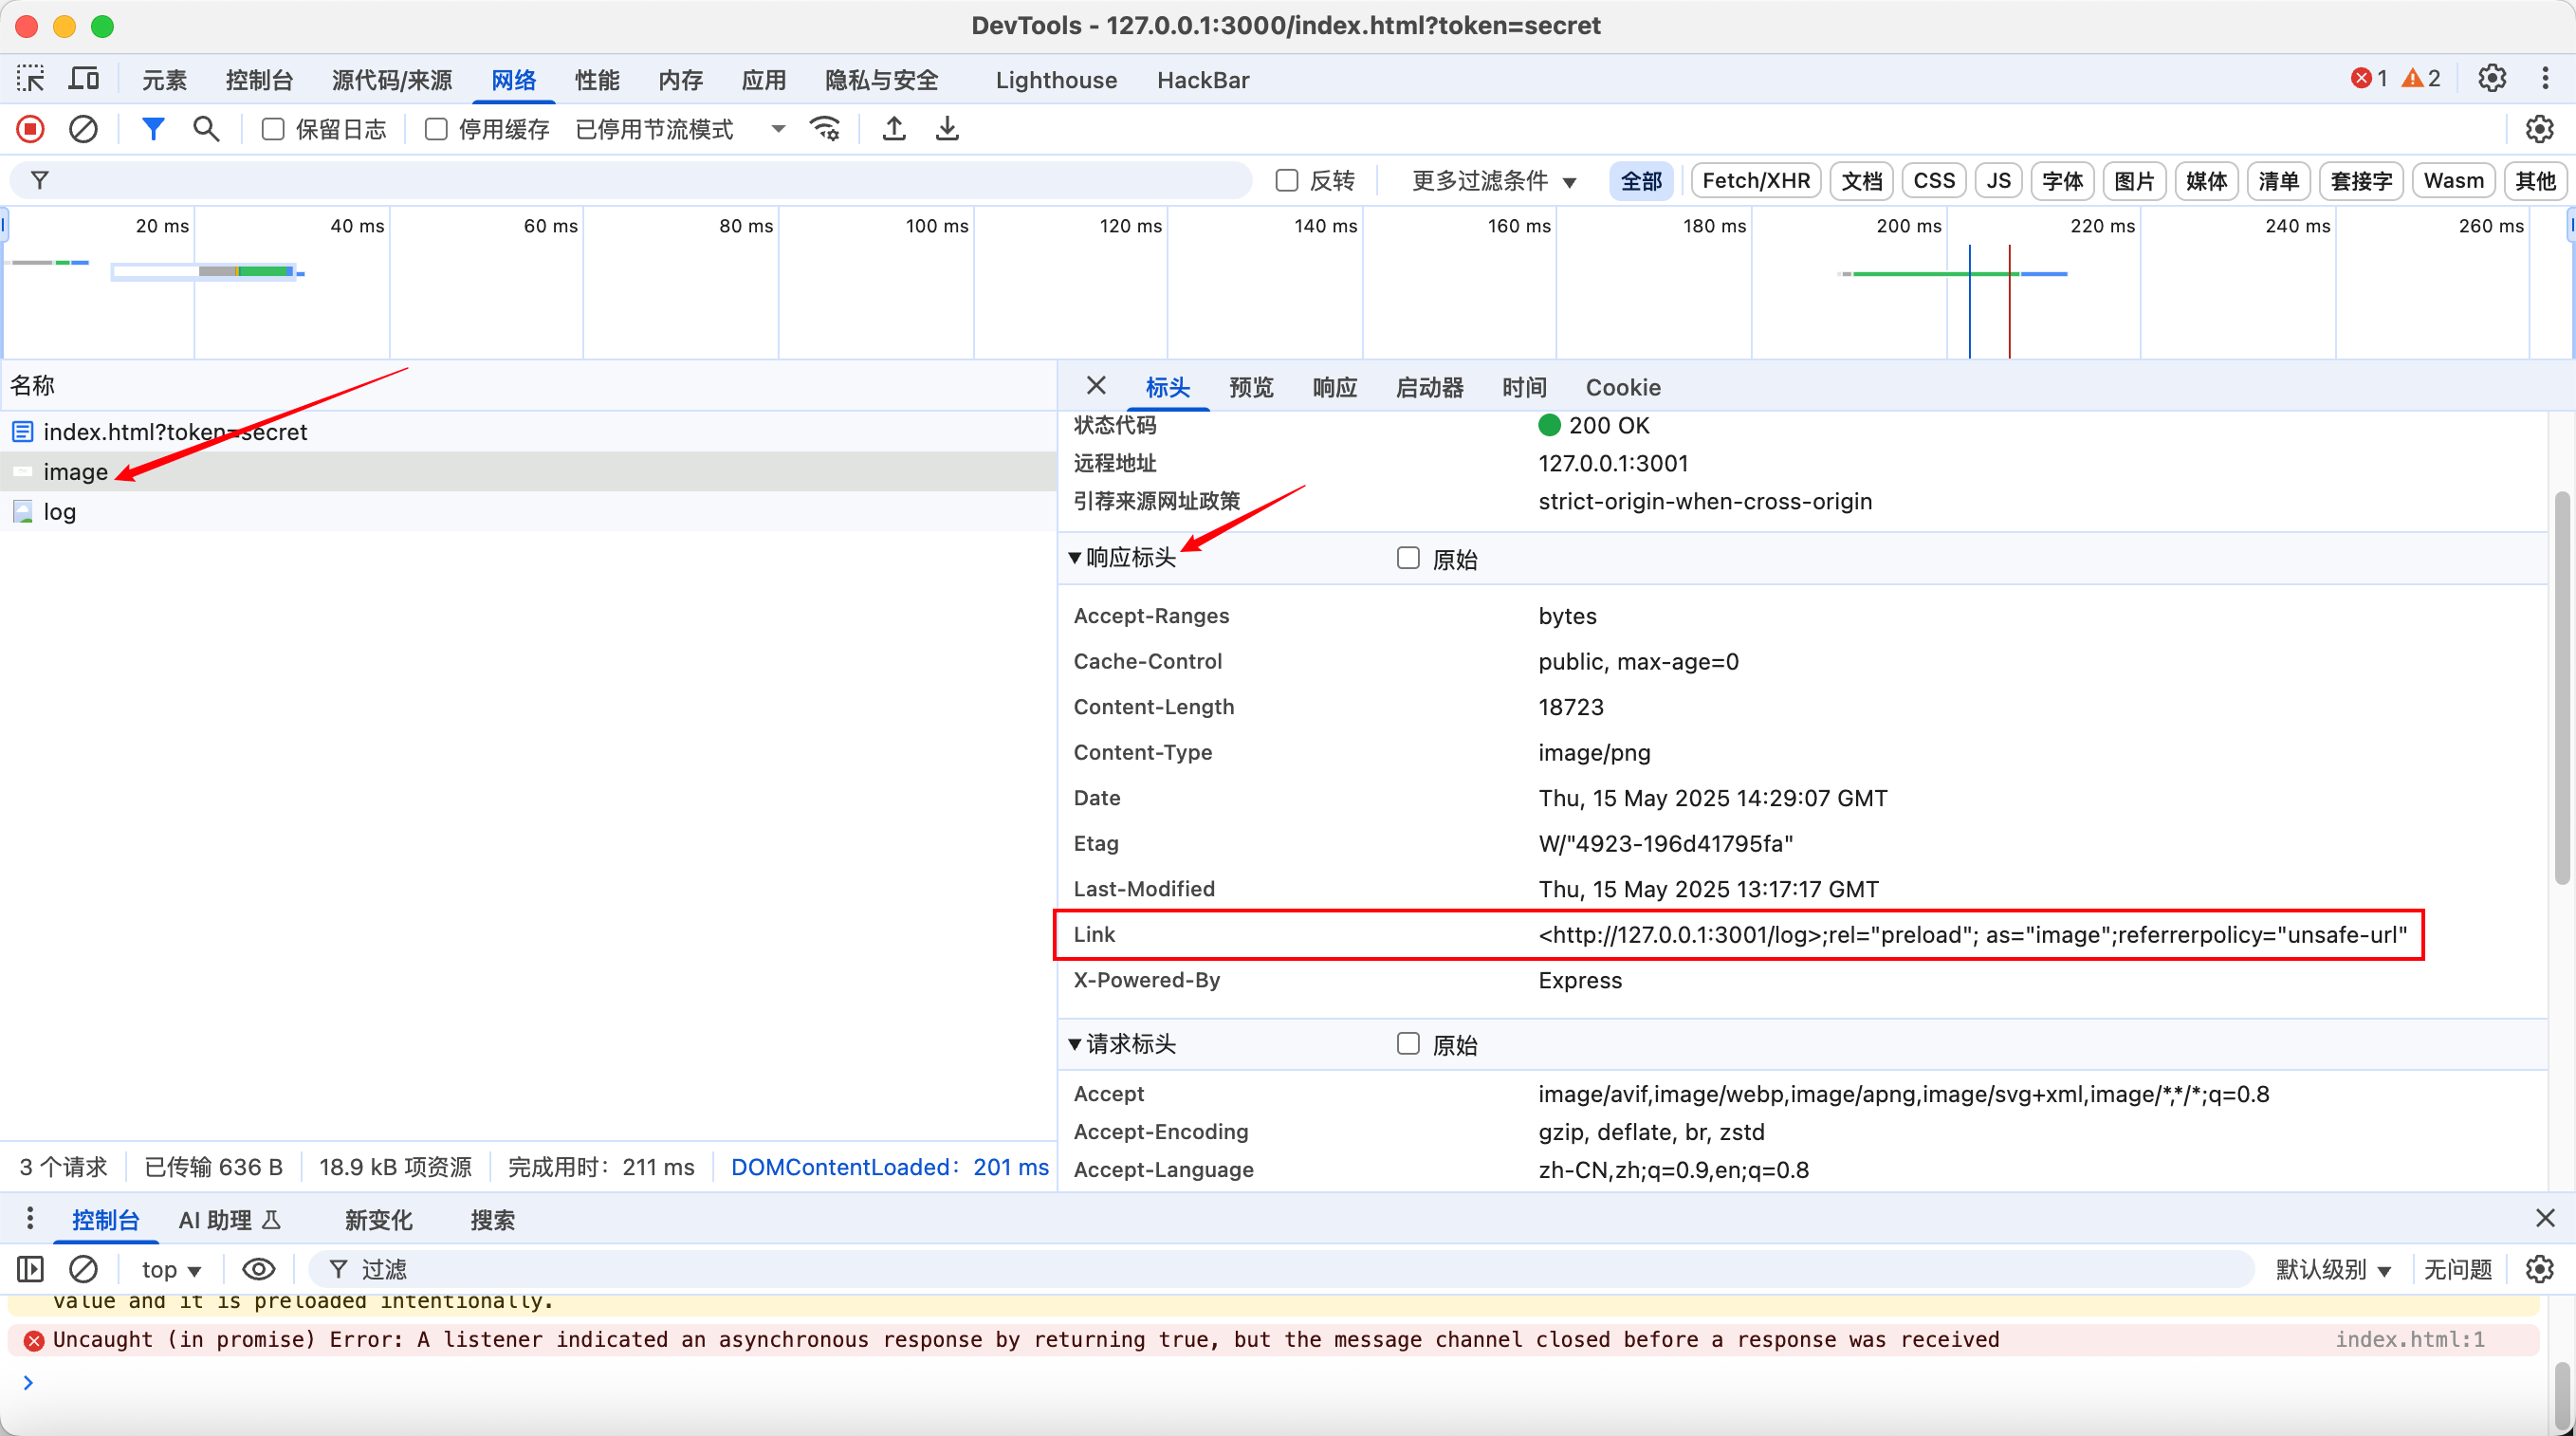 DevTools - 127.0.0.1:3000/index.html?token=secret
元素 控制台 源代码/来源 网络 性能 内存 应用 隐私与安全 Lighthouse HackBar 1 2
保留日志 停用缓存 已停用节流模式
反转 更多过滤条件 全部 Fetch/XHR 文档 CSS JS 字体 图片 媒体 清单 套接字 Wasm 其他
20 ms 40 ms 60 ms 80 ms 100 ms 120 ms 140 ms 160 ms 180 ms 200 ms 220 ms 240 ms 260 ms
名称
index.html?token=secret
image
log
标头 预览 响应 启动器 时间 Cookie
状态代码 200 OK
远程地址 127.0.0.1:3001
引荐来源网址政策 strict-origin-when-cross-origin
响应标头 原始
Accept-Ranges bytes
Cache-Control public, max-age=0
Content-Length 18723
Content-Type image/png
Date Thu, 15 May 2025 14:29:07 GMT
Etag W/"4923-196d41795fa"
Last-Modified Thu, 15 May 2025 13:17:17 GMT
Link <http://127.0.0.1:3001/log>;rel="preload"; as="image";referrerpolicy="unsafe-url"
X-Powered-By Express
请求标头 原始
Accept image/avif,image/webp,image/apng,image/svg+xml,image/*,*/*;q=0.8
Accept-Encoding gzip, deflate, br, zstd
Accept-Language zh-CN,zh;q=0.9,en;q=0.8
3 个请求 已传输 636 B 18.9 kB 项资源 完成用时：211 ms DOMContentLoaded：201 ms
控制台 AI 助理 新变化 搜索
top 过滤 默认级别 无问题
value and it is preloaded intentionally.
Uncaught (in promise) Error: A listener indicated an asynchronous response by returning true, but the message channel closed before a response was received index.html:1